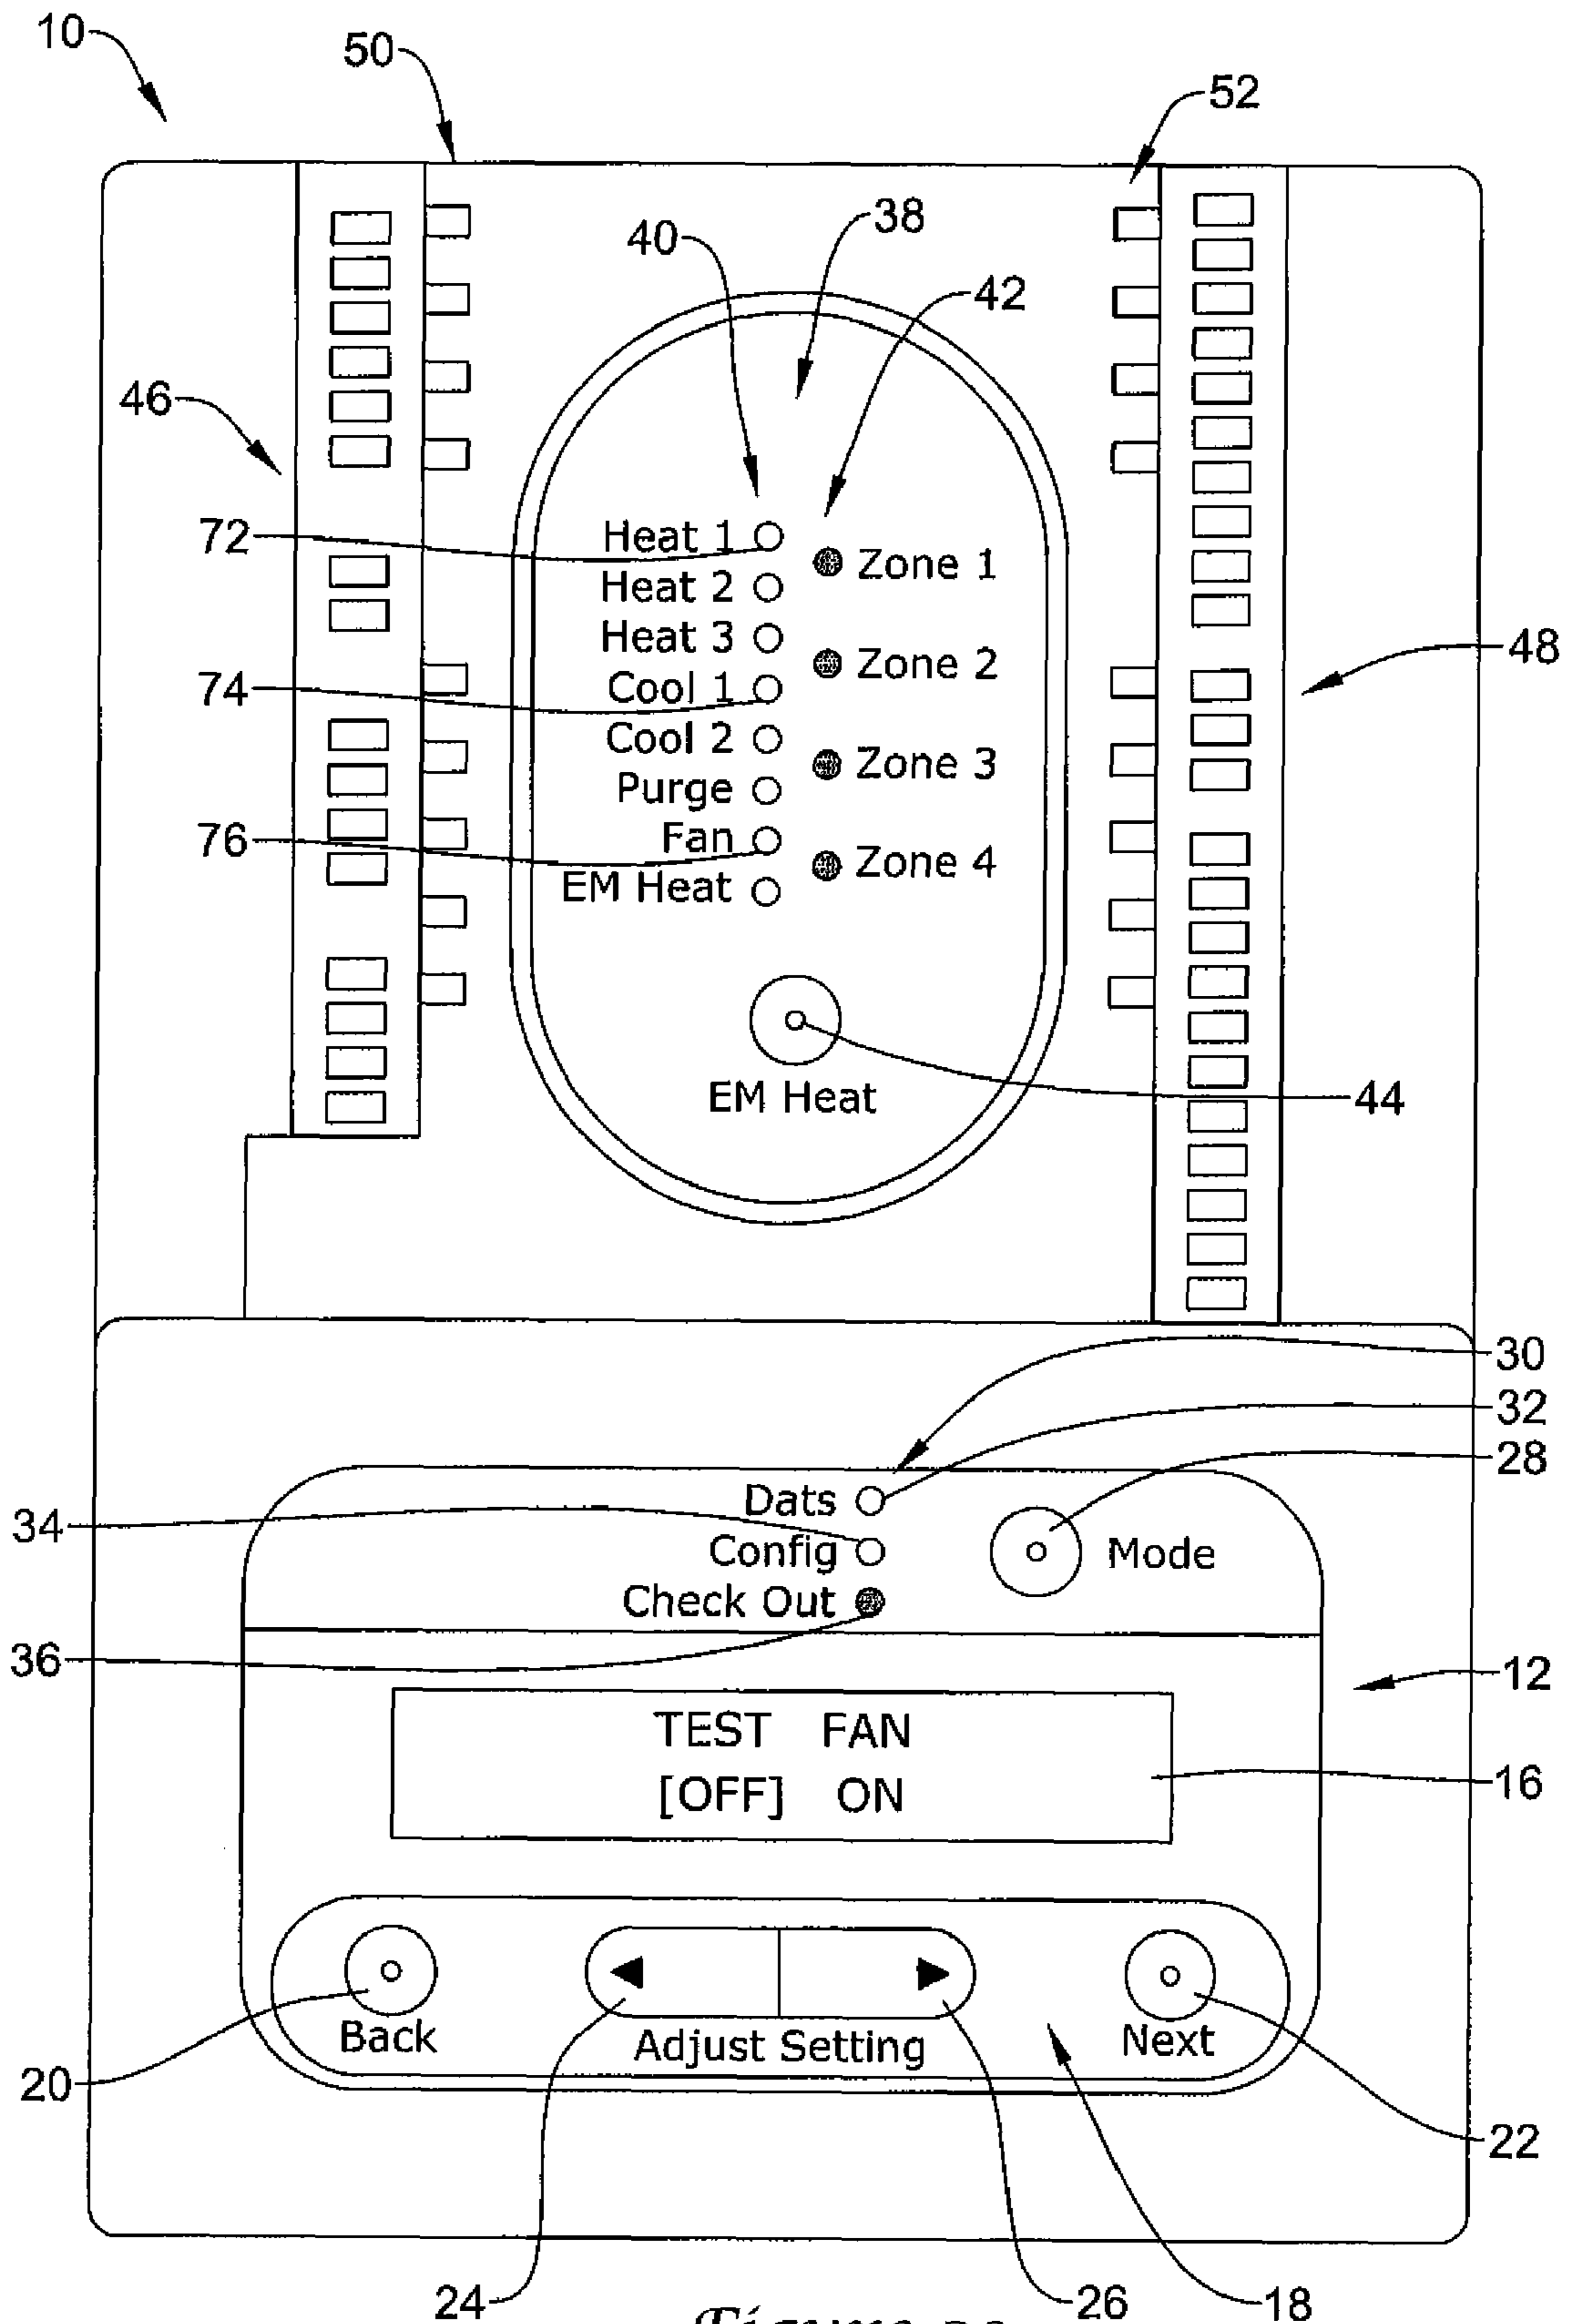 10
50
52
40
38
42
46
72
Heat 1
Zone 1
Heat 2
Heat 3
Zone 2
48
74
Cool 1
Cool 2
Zone 3
Purge
76
Fan
Zone 4
EM Heat
44
EM Heat
30
32
28
Dats
34
Config
Mode
Check Out
36
12
TEST FAN
16
[OFF] ON
Back
Adjust Setting
Next
20
22
24
26
18
Figure